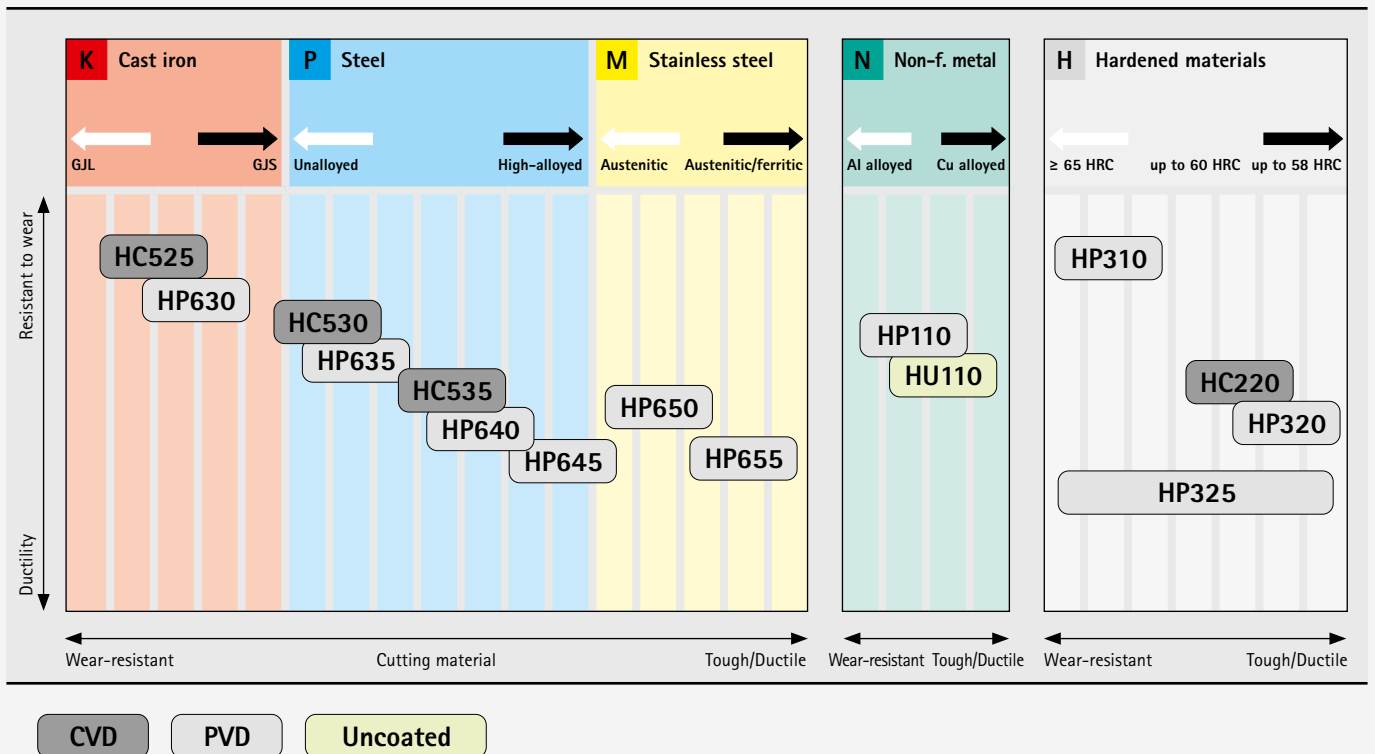 K Cast iron
P Steel
M Stainless steel
N Non-f. metal
H Hardened materials
GJL GJS
Unalloyed High-alloyed
Austenitic Austenitic/ferritic
Al alloyed Cu alloyed
≥ 65 HRC up to 60 HRC up to 58 HRC
Resistant to wear
Ductility
HC525
HP630
HC530
HP635
HC535
HP640
HP645
HP650
HP655
HP110
HU110
HP310
HC220
HP320
HP325
Wear-resistant Cutting material Tough/Ductile
Wear-resistant Tough/Ductile
Wear-resistant Tough/Ductile
CVD
PVD
Uncoated